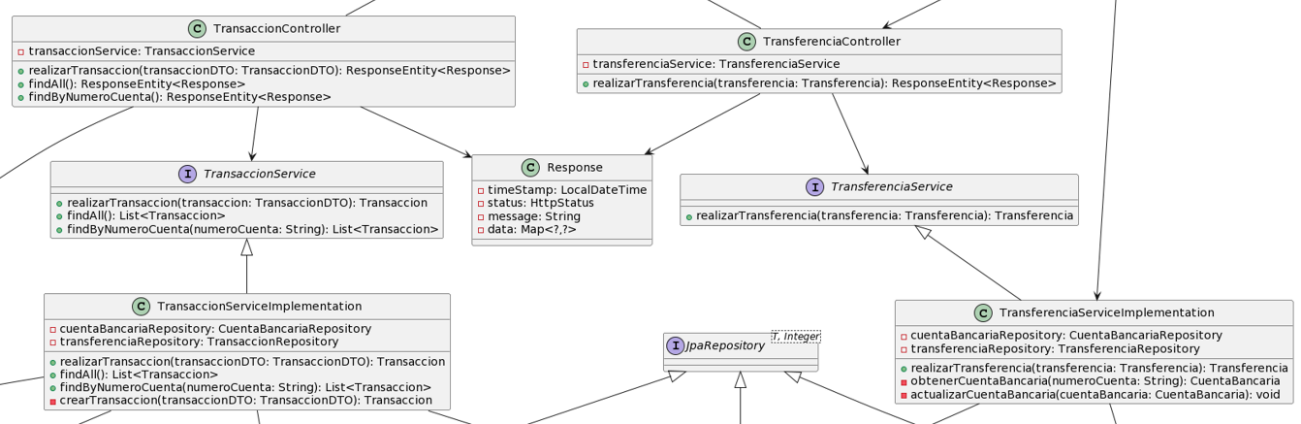 C TransaccionController
transaccionService: TransaccionService
realizarTransaccion(transaccionDTO: TransaccionDTO): ResponseEntity<Response>
findAll(): ResponseEntity<Response>
findByNumeroCuenta(): ResponseEntity<Response>
C TransferenciaController
transferenciaService: TransferenciaService
realizarTransferencia(transferencia: Transferencia): ResponseEntity<Response>
I TransaccionService
realizarTransaccion(transaccion: TransaccionDTO): Transaccion
findAll(): List<Transaccion>
findByNumeroCuenta(numeroCuenta: String): List<Transaccion>
C Response
timeStamp: LocalDateTime
status: HttpStatus
message: String
data: Map<?,?>
I TransferenciaService
realizarTransferencia(transferencia: Transferencia): Transferencia
C TransaccionServiceImplementation
cuentaBancariaRepository: CuentaBancariaRepository
transferenciaRepository: TransaccionRepository
realizarTransaccion(transaccionDTO: TransaccionDTO): Transaccion
findAll(): List<Transaccion>
findByNumeroCuenta(numeroCuenta: String): List<Transaccion>
crearTransaccion(transaccionDTO: TransaccionDTO): Transaccion
T, Integer
I JpaRepository
C TransferenciaServiceImplementation
cuentaBancariaRepository: CuentaBancariaRepository
transferenciaRepository: TransferenciaRepository
realizarTransferencia(transferencia: Transferencia): Transferencia
obtenerCuentaBancaria(numeroCuenta: String): CuentaBancaria
actualizarCuentaBancaria(cuentaBancaria: CuentaBancaria): void